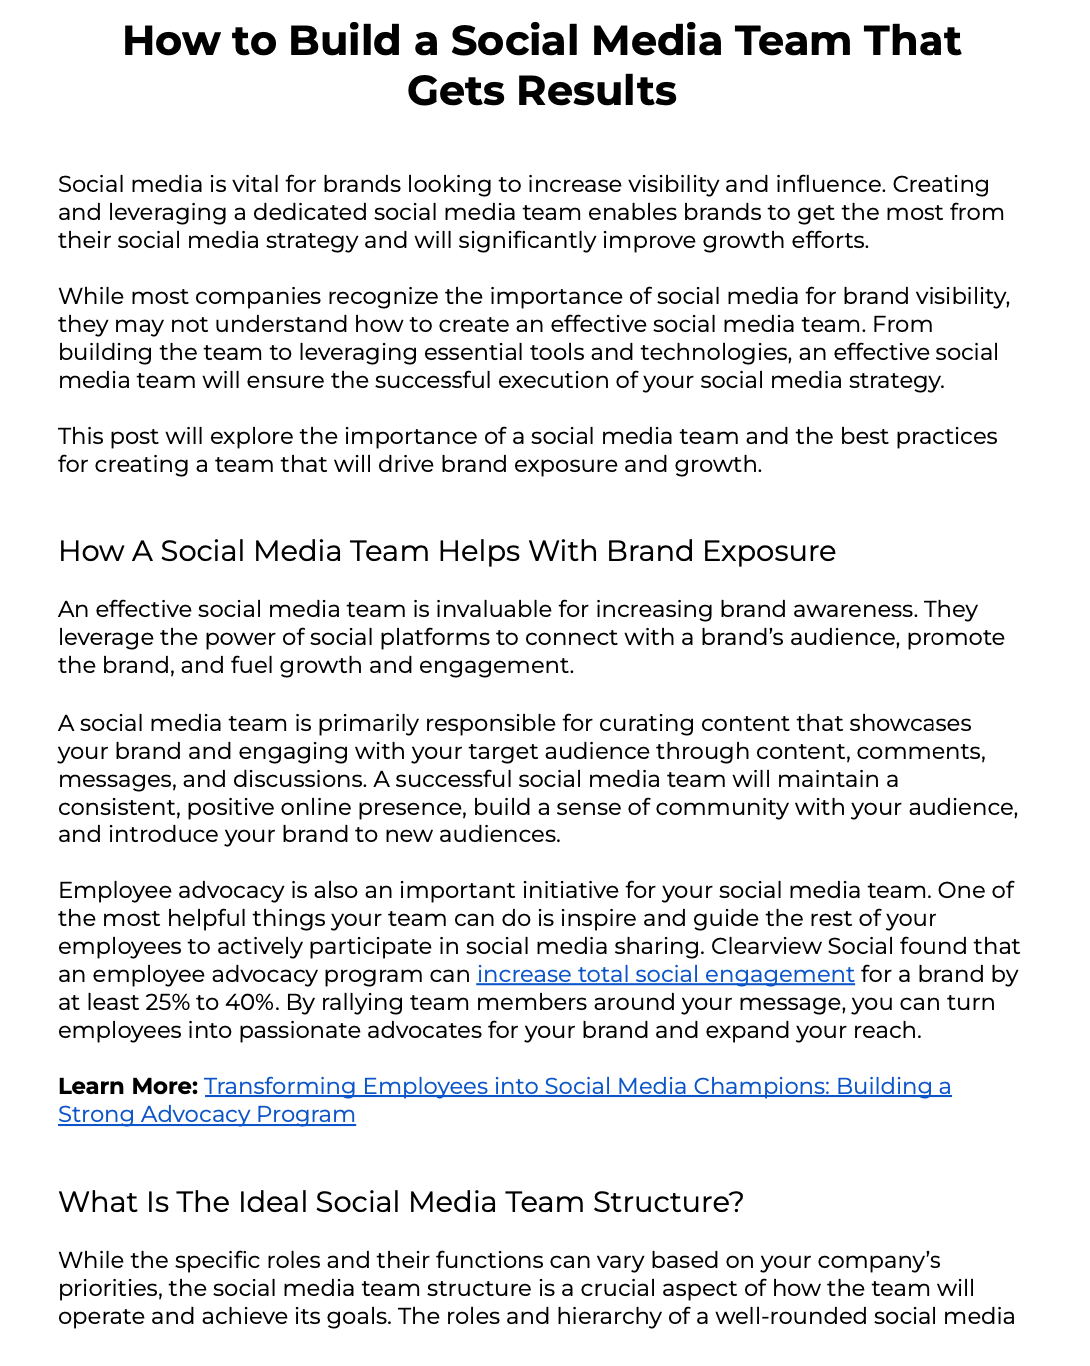 How to Build a Social Media Team That
Gets Results
Social media is vital for brands looking to increase visibility and influence. Creating
and leveraging a dedicated social media team enables brands to get the most from
their social media strategy and will significantly improve growth efforts.
While most companies recognize the importance of social media for brand visibility,
they may not understand how to create an effective social media team. From
building the team to leveraging essential tools and technologies, an effective social
media team will ensure the successful execution of your social media strategy.
This post will explore the importance of a social media team and the best practices
for creating a team that will drive brand exposure and growth.
How A Social Media Team Helps With Brand Exposure
An effective social media team is invaluable for increasing brand awareness. They
leverage the power of social platforms to connect with a brand’s audience, promote
the brand, and fuel growth and engagement.
A social media team is primarily responsible for curating content that showcases
your brand and engaging with your target audience through content, comments,
messages, and discussions. A successful social media team will maintain a
consistent, positive online presence, build a sense of community with your audience,
and introduce your brand to new audiences.
Employee advocacy is also an important initiative for your social media team. One of
the most helpful things your team can do is inspire and guide the rest of your
employees to actively participate in social media sharing. Clearview Social found that
an employee advocacy program can increase total social engagement for a brand by
at least 25% to 40%. By rallying team members around your message, you can turn
employees into passionate advocates for your brand and expand your reach.
Learn More: Transforming Employees into Social Media Champions: Building a
Strong Advocacy Program
What Is The Ideal Social Media Team Structure?
While the specific roles and their functions can vary based on your company’s
priorities, the social media team structure is a crucial aspect of how the team will
operate and achieve its goals. The roles and hierarchy of a well-rounded social media